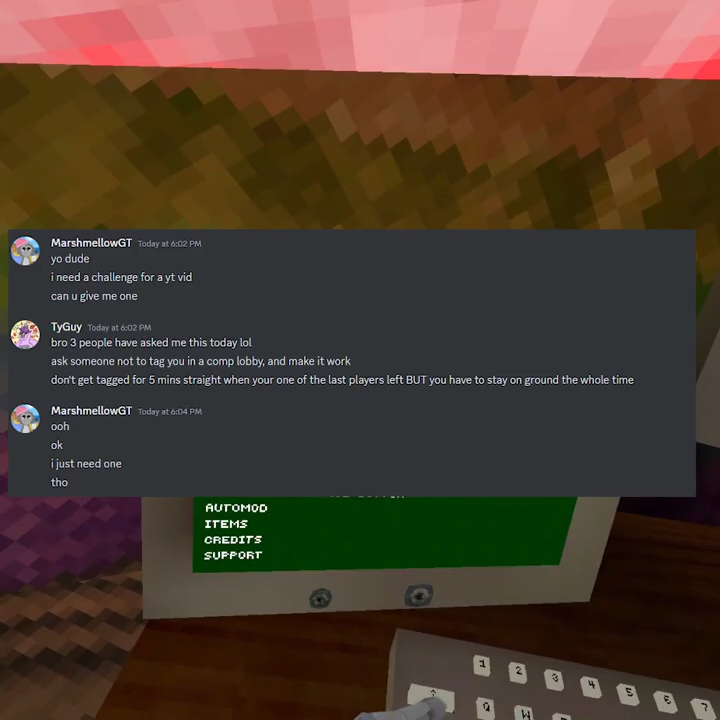 MarshmellowGT Today at 6:02 PM
yo dude
i need a challenge for a yt vid
can u give me one
TyGuy Today at 6:02 PM
bro 3 people have asked me this today lol
ask someone not to tag you in a comp lobby, and make it work
don't get tagged for 5 mins straight when your one of the last players left BUT you have to stay on ground the whole time
MarshmellowGT Today at 6:04 PM
ooh
ok
i just need one
tho
AUTOMOD
ITEMS
CREDITS
SUPPORT
1 2 3 4 5 6 7
Q W